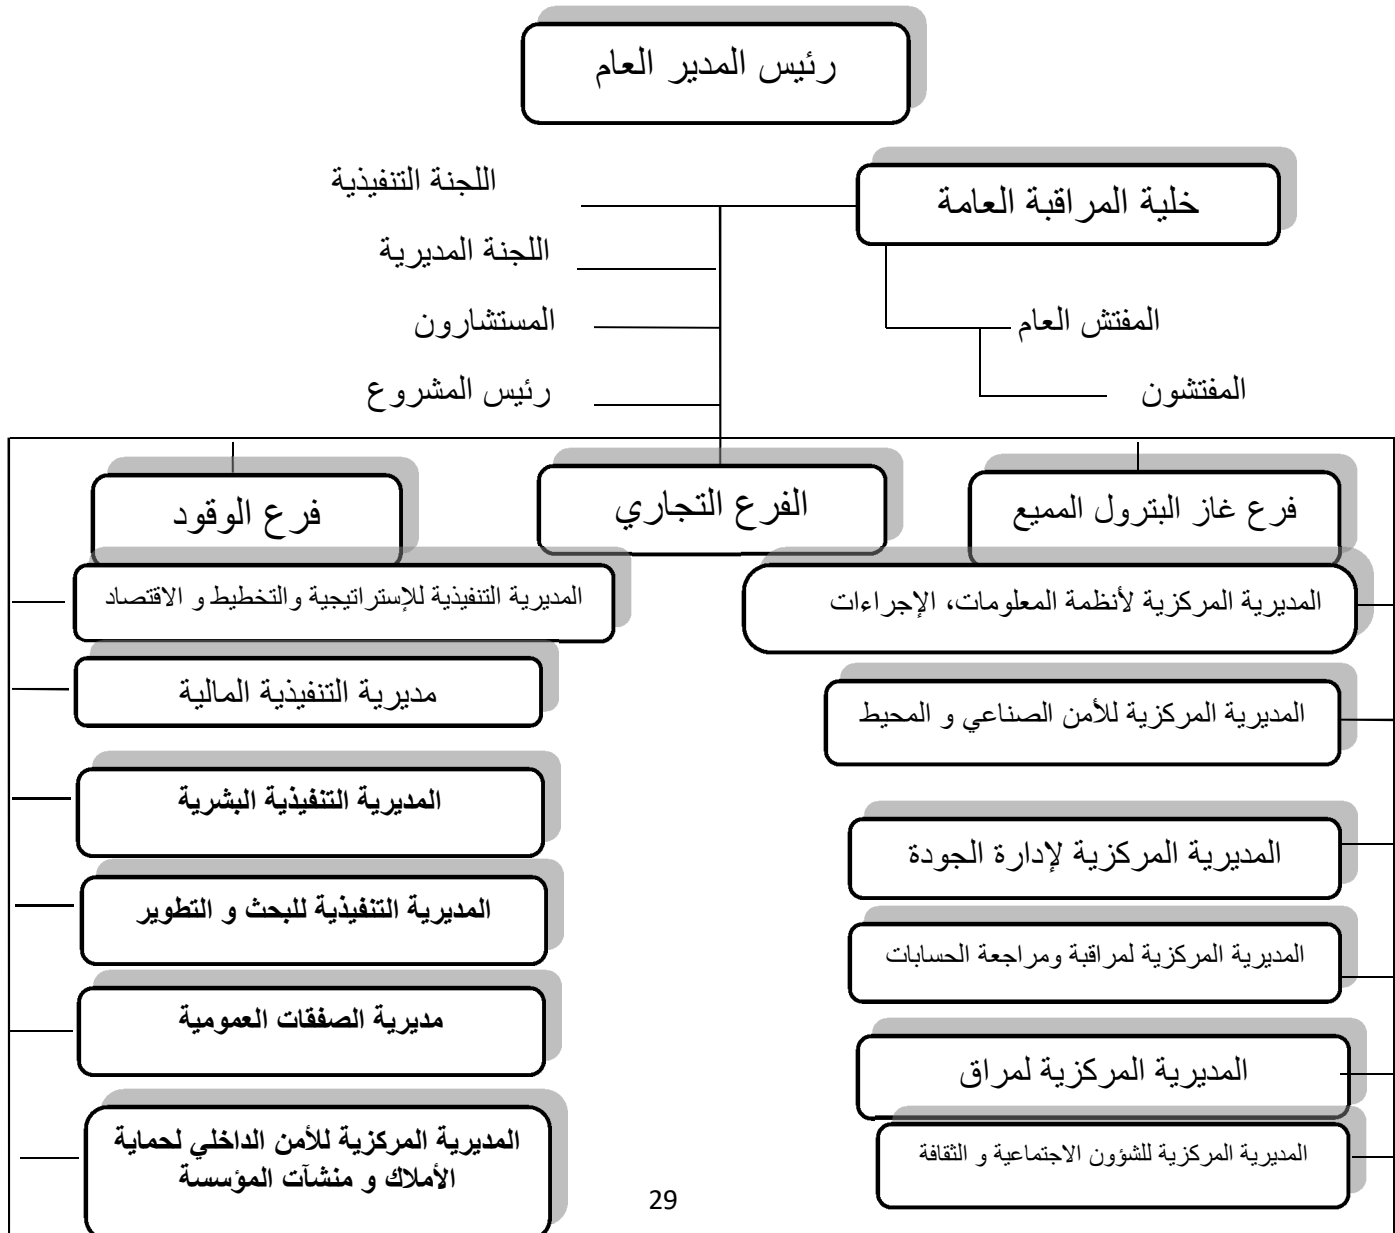 رئيس المدير العام
خلية المراقبة العامة
اللجنة التنفيذية
اللجنة المديرية
المفتش العام
المستشارون
المفتشون
رئيس المشروع
فرع غاز البترول المميع
الفرع التجاري
فرع الوقود
المديرية المركزية لأنظمة المعلومات، الإجراءات
المديرية التنفيذية للإستراتيجية والتخطيط و الاقتصاد
المديرية المركزية للأمن الصناعي و المحيط
مديرية التنفيذية المالية
المديرية التنفيذية البشرية
المديرية المركزية لإدارة الجودة
المديرية التنفيذية للبحث و التطوير
المديرية المركزية لمراقبة ومراجعة الحسابات
مديرية الصفقات العمومية
المديرية المركزية لمراق
المديرية المركزية للشؤون الاجتماعية و الثقافة
المديرية المركزية للأمن الداخلي لحماية
الأملاك و منشآت المؤسسة
29